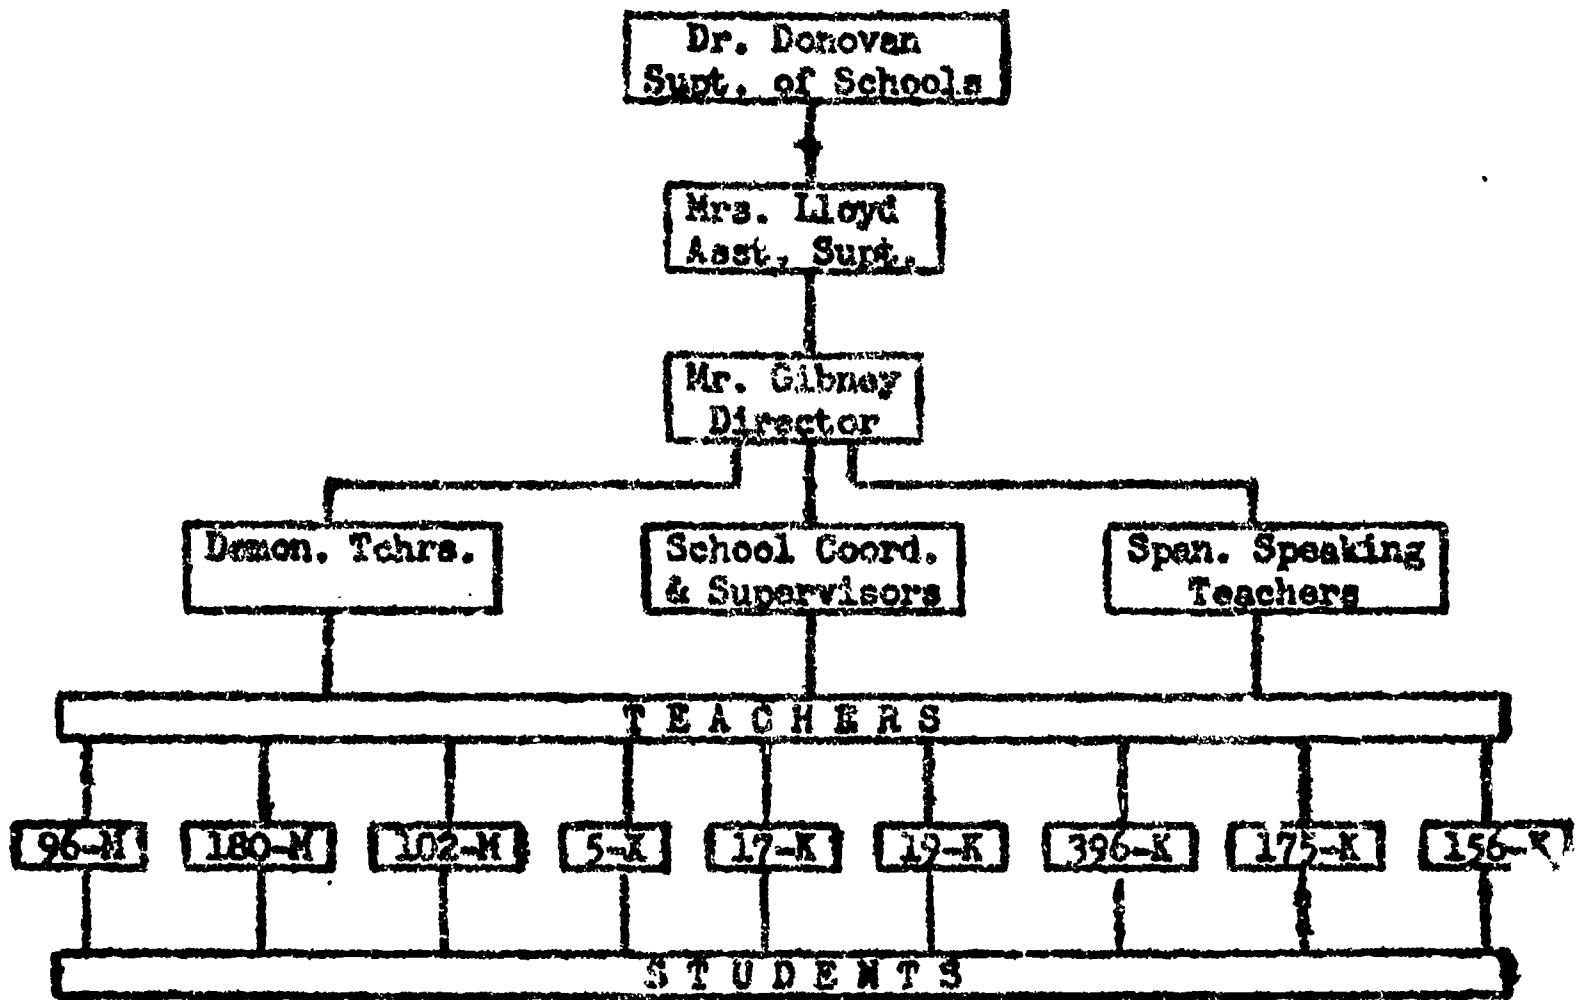 Dr. Donovan
Supt. of Schools
Mrs. Lloyd
Asst. Supt.
Mr. Gibney
Director
Demon. Tchrs.
School Coord.
& Supervisors
Span. Speaking
Teachers
T E A C H E R S
96-M 180-M 102-M 5-X 17-K 19-K 396-K 175-K 156-K
S T U D E N T S